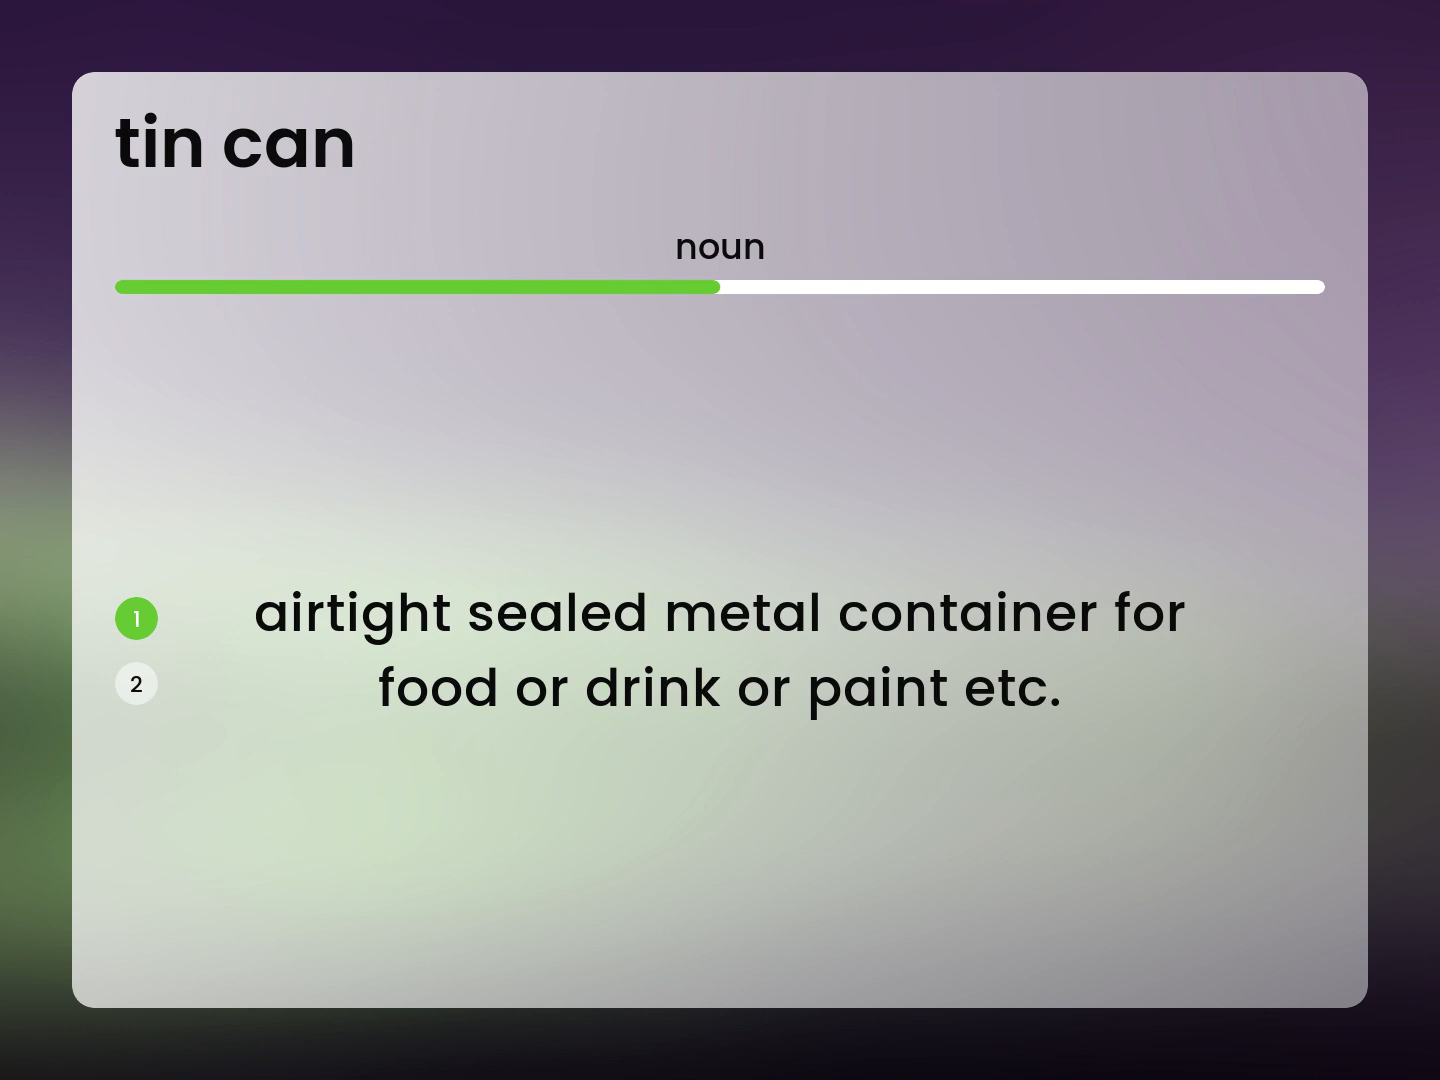 tin can
noun
1
airtight sealed metal container for
food or drink or paint etc.
2